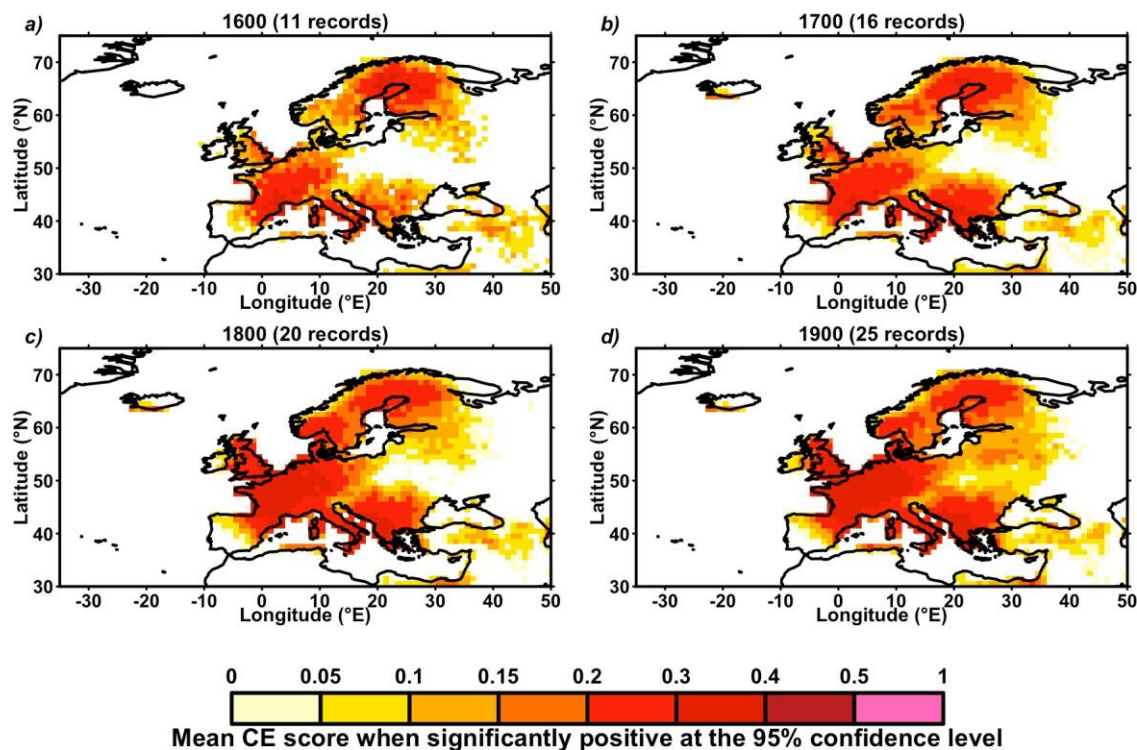 a) 1600 (11 records)
70
60
50
40
30
Latitude (°N)
-30 -20 -10 0 10 20 30 40 50
Longitude (°E)
b) 1700 (16 records)
70
60
50
40
30
Latitude (°N)
-30 -20 -10 0 10 20 30 40 50
Longitude (°E)
c) 1800 (20 records)
70
60
50
40
30
Latitude (°N)
-30 -20 -10 0 10 20 30 40 50
Longitude (°E)
d) 1900 (25 records)
70
60
50
40
30
Latitude (°N)
-30 -20 -10 0 10 20 30 40 50
Longitude (°E)
0 0.05 0.1 0.15 0.2 0.3 0.4 0.5 1
Mean CE score when significantly positive at the 95% confidence level